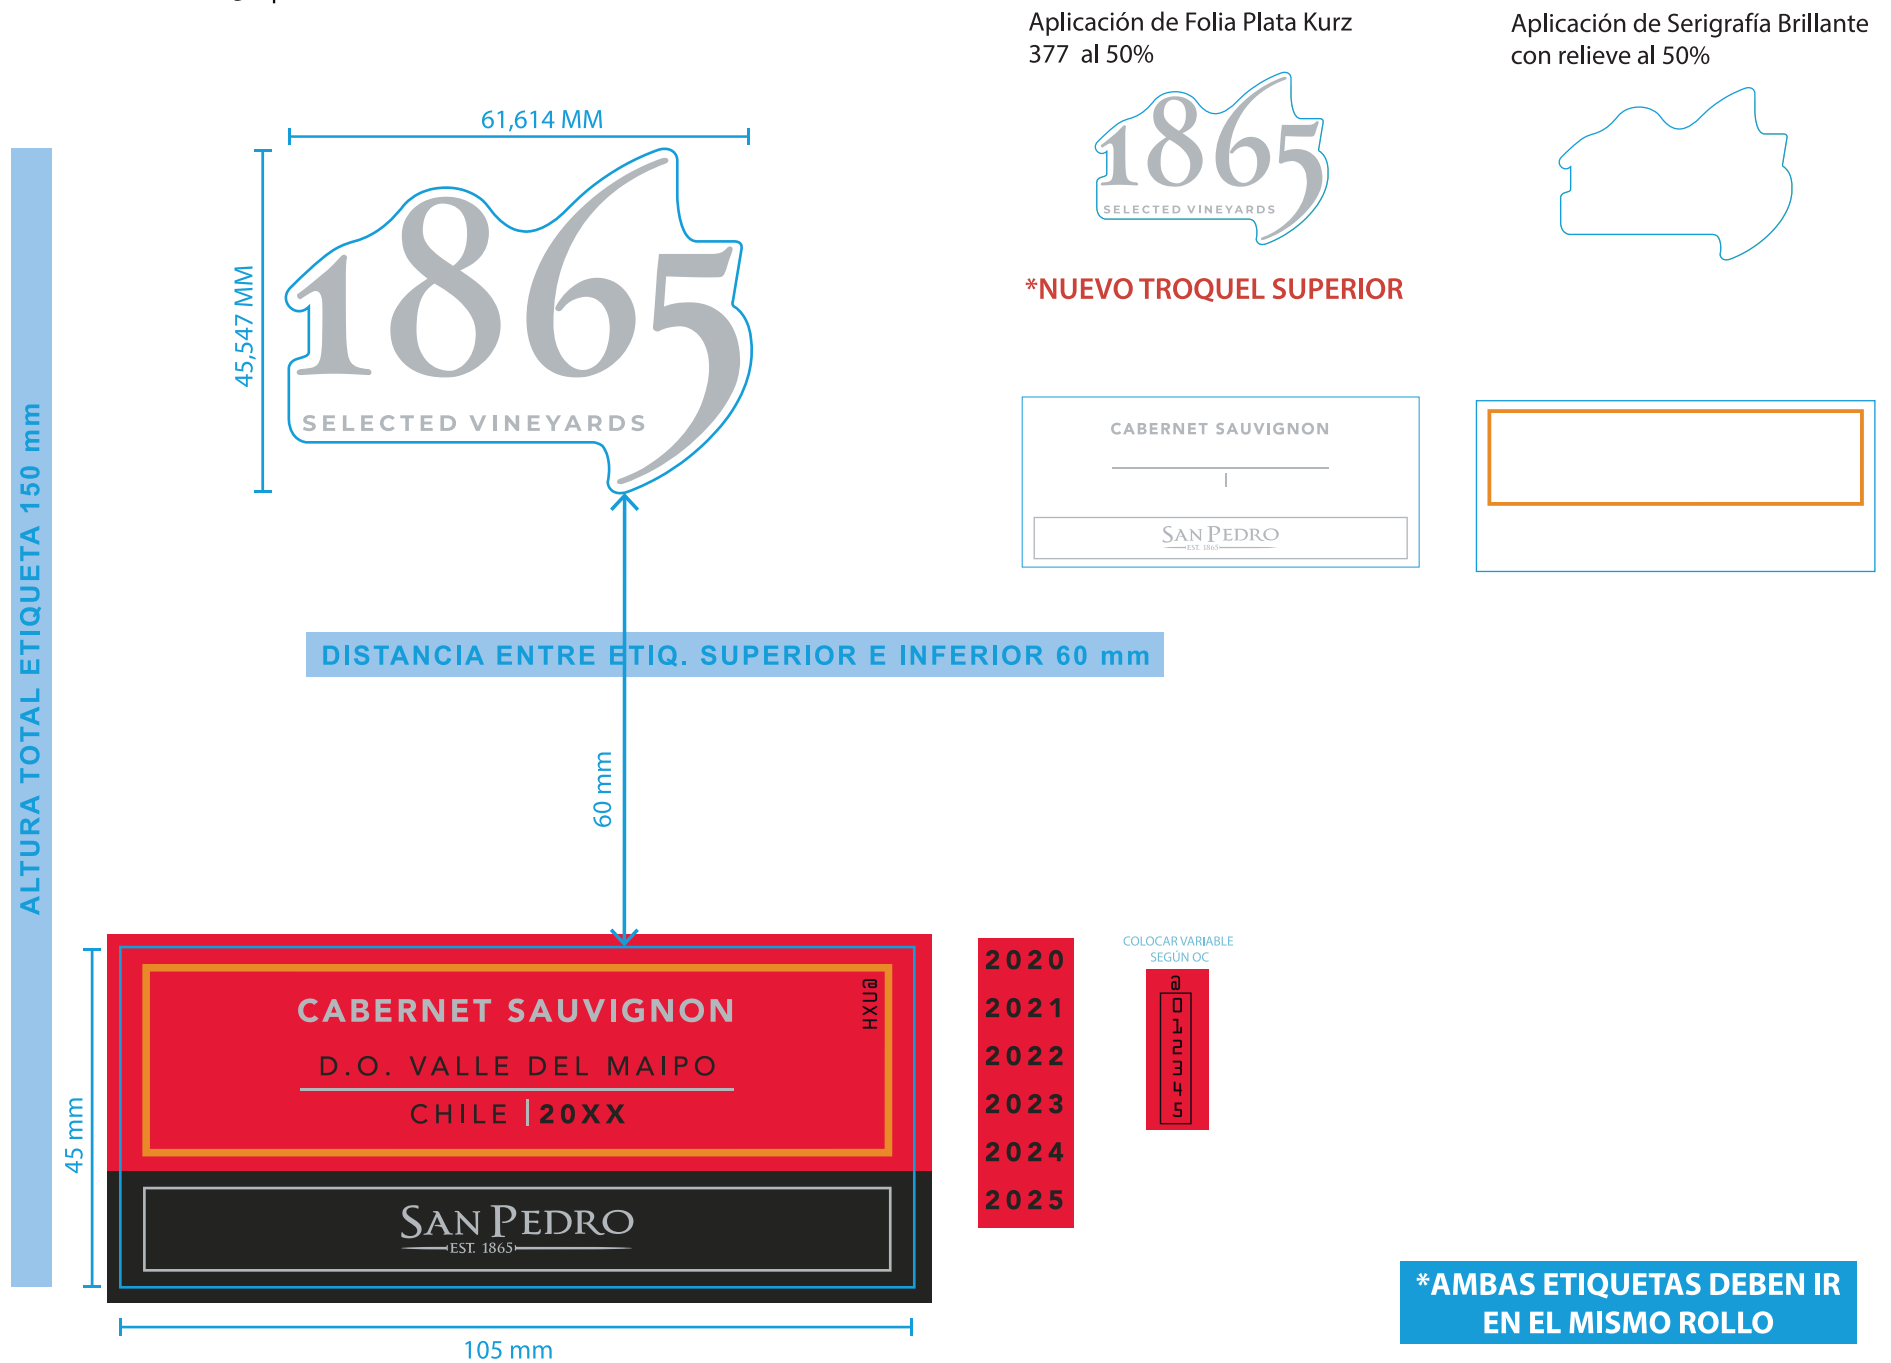 Aplicación de Folia Plata Kurz
377 al 50%
Aplicación de Serigrafía Brillante
con relieve al 50%
61,614 MM
45,547 MM
1865
SELECTED VINEYARDS
1865
SELECTED VINEYARDS
*NUEVO TROQUEL SUPERIOR
CABERNET SAUVIGNON
SAN PEDRO
EST. 1865
ALTURA TOTAL ETIQUETA 150 mm
DISTANCIA ENTRE ETIQ. SUPERIOR E INFERIOR 60 mm
60 mm
45 mm
CABERNET SAUVIGNON
D.O. VALLE DEL MAIPO
CHILE | 20XX
HXU@
SAN PEDRO
EST. 1865
105 mm
2020
2021
2022
2023
2024
2025
COLOCAR VARIABLE
SEGÚN OC
@012345
*AMBAS ETIQUETAS DEBEN IR
EN EL MISMO ROLLO